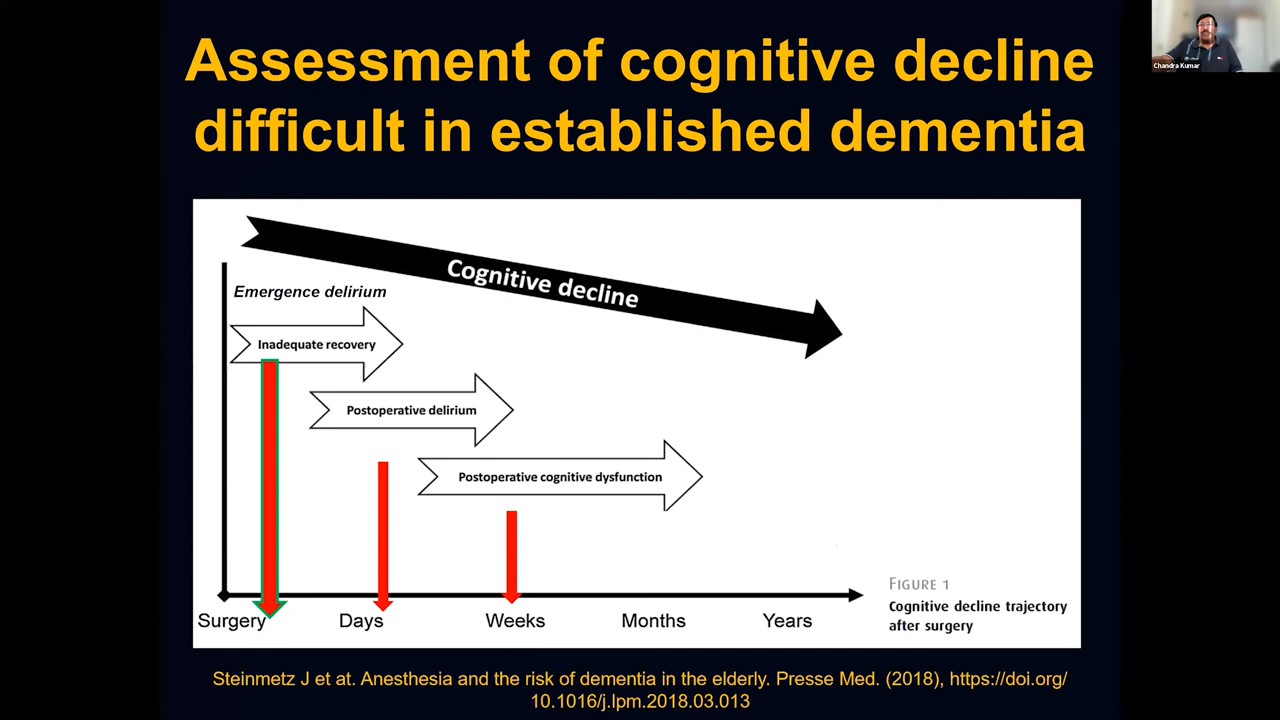 Assessment of cognitive decline
difficult in established dementia
Chandra Kumar
Cognitive decline
Emergence delirium
Inadequate recovery
Postoperative delirium
Postoperative cognitive dysfunction
Surgery Days Weeks Months Years
FIGURE 1
Cognitive decline trajectory
after surgery
Steinmetz J et at. Anesthesia and the risk of dementia in the elderly. Presse Med. (2018), https://doi.org/
10.1016/j.lpm.2018.03.013